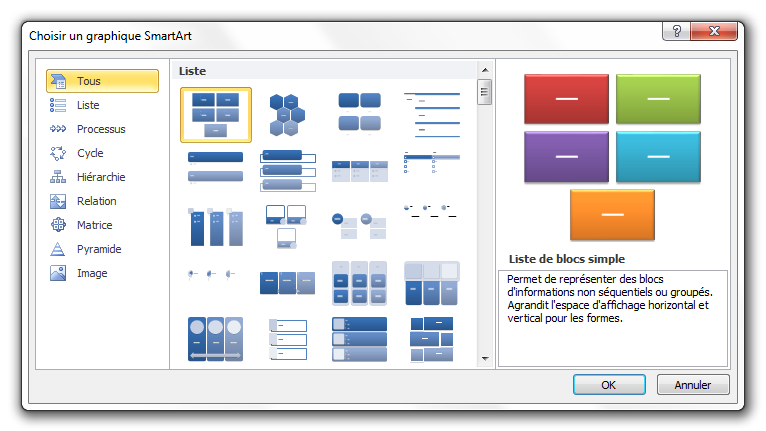 Choisir un graphique SmartArt
Tous
Liste
Processus
Cycle
Hiérarchie
Relation
Matrice
Pyramide
Image
Liste
Liste de blocs simple
Permet de représenter des blocs
d'informations non séquentiels ou groupés.
Agrandit l'espace d'affichage horizontal et
vertical pour les formes.
OK
Annuler